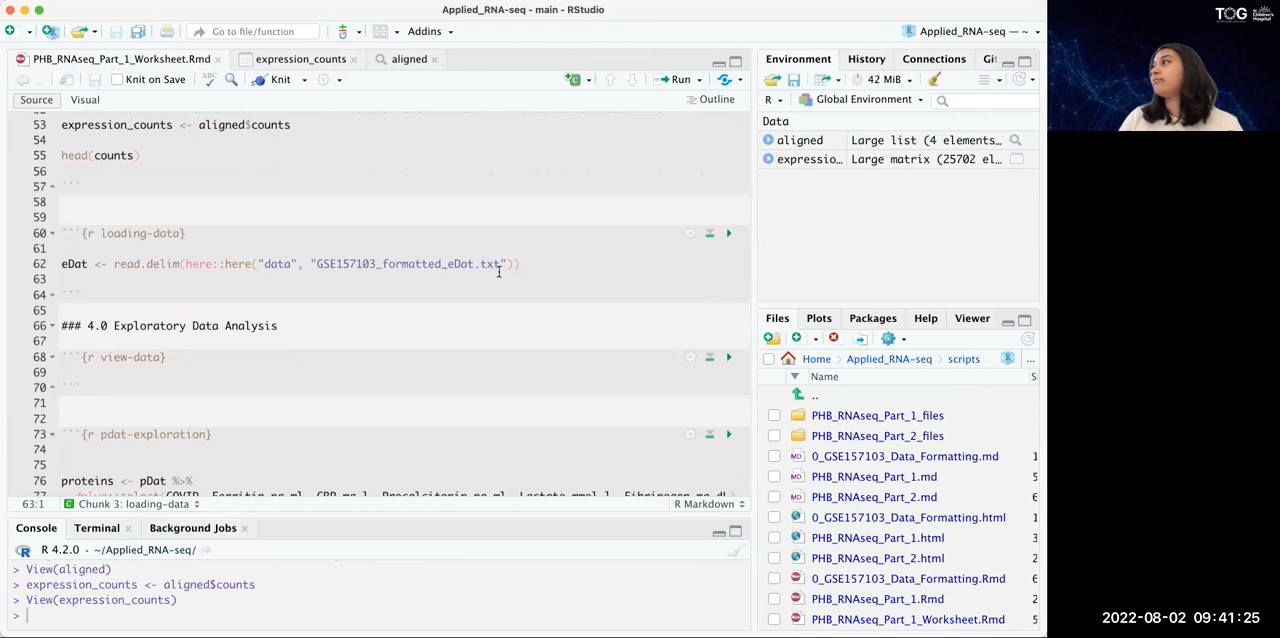 Applied_RNA-seq - main - RStudio
Go to file/function
Addins
Applied_RNA-seq — ~
PHB_RNAseq_Part_1_Worksheet.Rmd
expression_counts
aligned
Knit on Save
ABC
Knit
Run
Source
Visual
Outline
53 expression_counts <- aligned$counts
54
55 head(counts)
56
57 ```
58
59
60 ```{r loading-data}
61
62 eDat <- read.delim(here::here("data", "GSE157103_formatted_eDat.txt"))
63
64 ```
65
66 ### 4.0 Exploratory Data Analysis
67
68 ```{r view-data}
69
70 ```
71
72
73 ```{r pdat-exploration}
74
75
76 proteins <- pDat %>%
63:1
Chunk 3: loading-data
R Markdown
Console
Terminal
Background Jobs
R 4.2.0 · ~/Applied_RNA-seq/
> View(aligned)
> expression_counts <- aligned$counts
> View(expression_counts)
>
Environment
History
Connections
Git
42 MiB
R
Global Environment
Data
aligned Large list (4 elements…
expressio… Large matrix (25702 el…
Files
Plots
Packages
Help
Viewer
Home
Applied_RNA-seq
scripts
...
Name
..
PHB_RNAseq_Part_1_files
PHB_RNAseq_Part_2_files
0_GSE157103_Data_Formatting.md
PHB_RNAseq_Part_1.md
PHB_RNAseq_Part_2.md
0_GSE157103_Data_Formatting.html
PHB_RNAseq_Part_1.html
PHB_RNAseq_Part_2.html
0_GSE157103_Data_Formatting.Rmd
PHB_RNAseq_Part_1.Rmd
PHB_RNAseq_Part_1_Worksheet.Rmd
TOG
2022-08-02 09:41:25